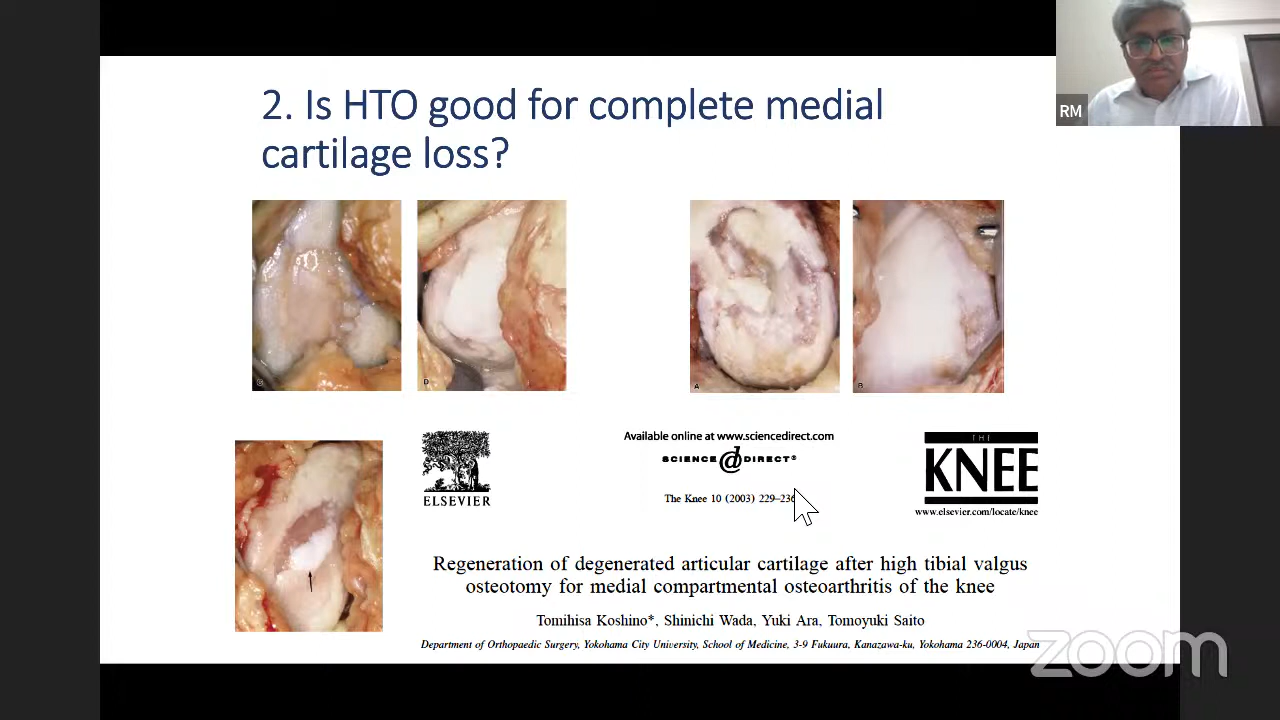 RM
2. Is HTO good for complete medial
cartilage loss?
C
D
A
B
ELSEVIER
Available online at www.sciencedirect.com
SCIENCE @ DIRECT®
The Knee 10 (2003) 229–236
THE
KNEE
www.elsevier.com/locate/knee
Regeneration of degenerated articular cartilage after high tibial valgus
osteotomy for medial compartmental osteoarthritis of the knee
Tomihisa Koshino*, Shinichi Wada, Yuki Ara, Tomoyuki Saito
Department of Orthopaedic Surgery, Yokohama City University, School of Medicine, 3-9 Fukuura, Kanazawa-ku, Yokohama 236-0004, Japan
zoom